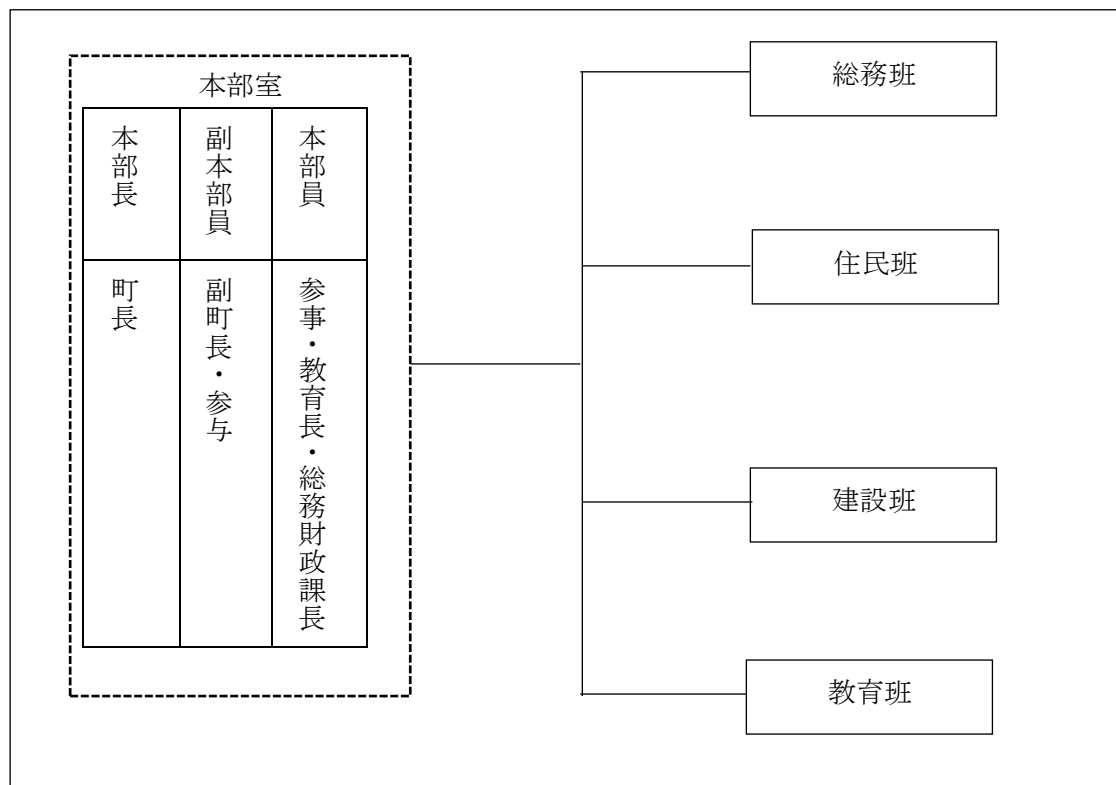 本部室
本部長
副本部員
本部員
町長
副町長・参与
参事・教育長・総務財政課長
総務班
住民班
建設班
教育班